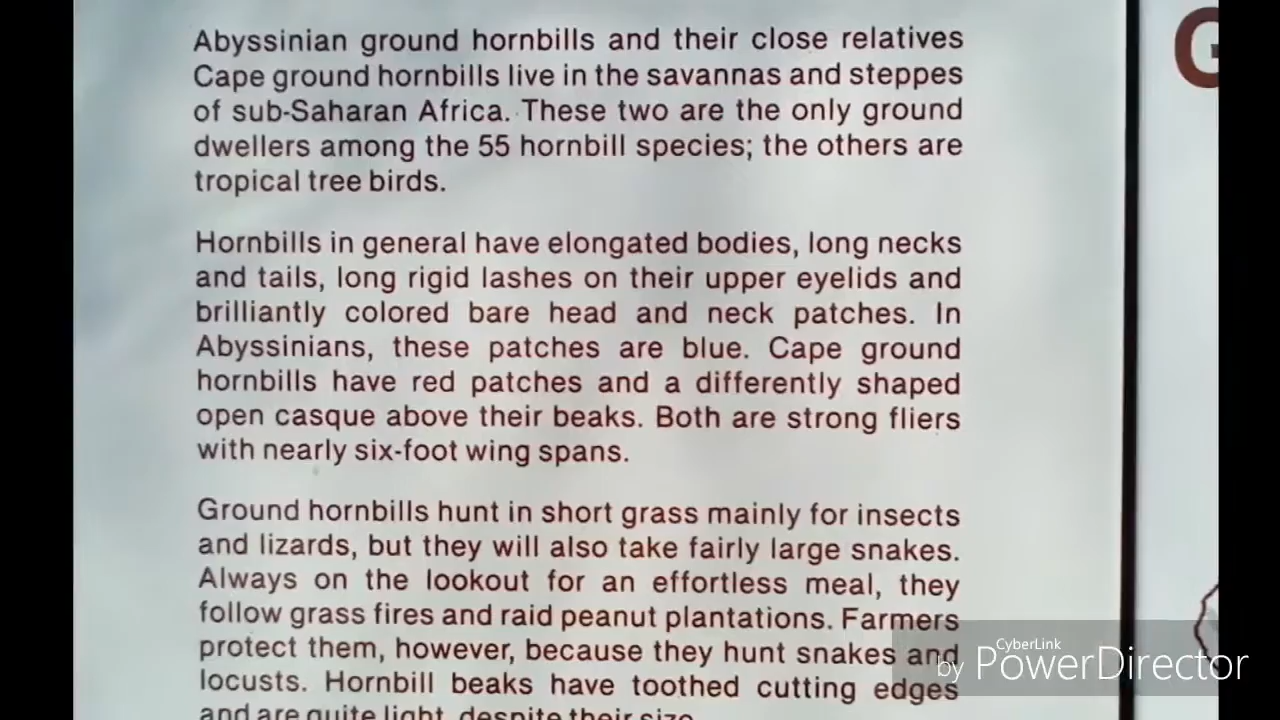 Abyssinian ground hornbills and their close relatives
Cape ground hornbills live in the savannas and steppes
of sub-Saharan Africa. These two are the only ground
dwellers among the 55 hornbill species; the others are
tropical tree birds.
Hornbills in general have elongated bodies, long necks
and tails, long rigid lashes on their upper eyelids and
brilliantly colored bare head and neck patches. In
Abyssinians, these patches are blue. Cape ground
hornbills have red patches and a differently shaped
open casque above their beaks. Both are strong fliers
with nearly six-foot wing spans.
Ground hornbills hunt in short grass mainly for insects
and lizards, but they will also take fairly large snakes.
Always on the lookout for an effortless meal, they
follow grass fires and raid peanut plantations. Farmers
protect them, however, because they hunt snakes and
locusts. Hornbill beaks have toothed cutting edges
and are quite light, despite their size.
G
CyberLink
by PowerDirector